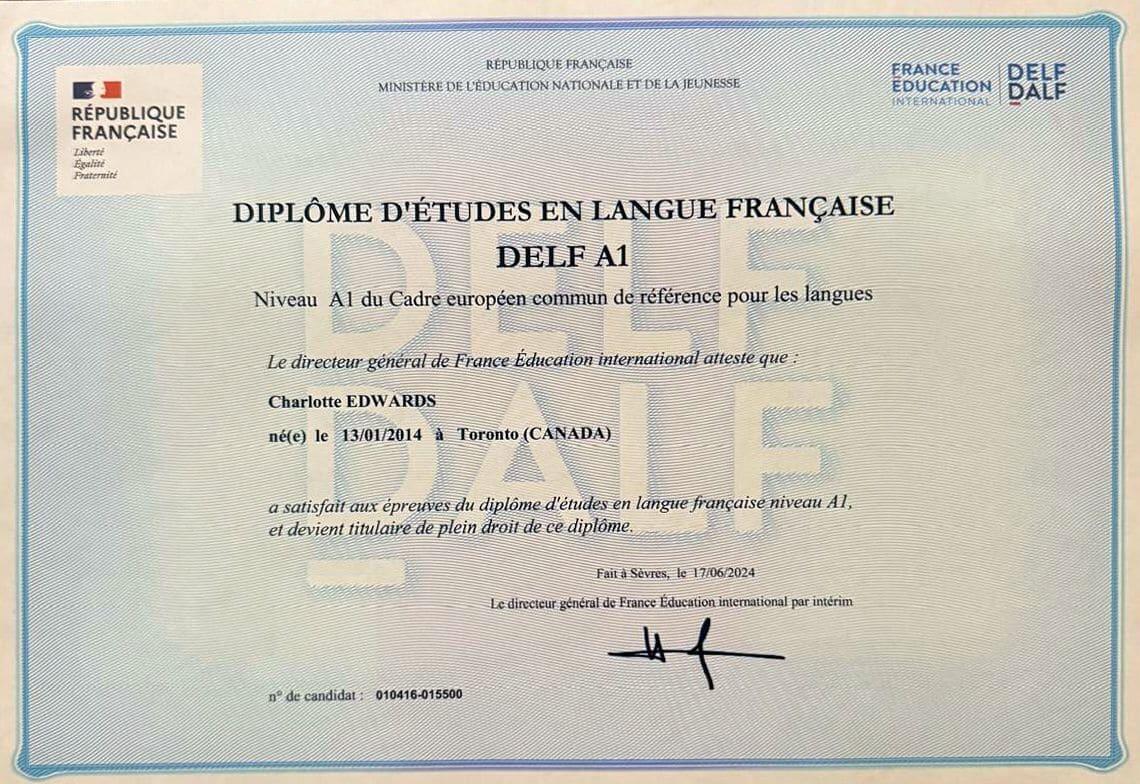 RÉPUBLIQUE FRANÇAISE
MINISTÈRE DE L'ÉDUCATION NATIONALE ET DE LA JEUNESSE
RÉPUBLIQUE
FRANÇAISE
Liberté
Égalité
Fraternité
FRANCE
ÉDUCATION
INTERNATIONAL
DELF
DALF
DIPLÔME D'ÉTUDES EN LANGUE FRANÇAISE
DELF A1
Niveau A1 du Cadre européen commun de référence pour les langues
Le directeur général de France Éducation international atteste que :
Charlotte EDWARDS
né(e) le 13/01/2014 à Toronto (CANADA)
a satisfait aux épreuves du diplôme d'études en langue française niveau A1,
et devient titulaire de plein droit de ce diplôme.
Fait à Sèvres, le 17/06/2024
Le directeur général de France Éducation international par intérim
n° de candidat : 010416-015500
DELF
DALF